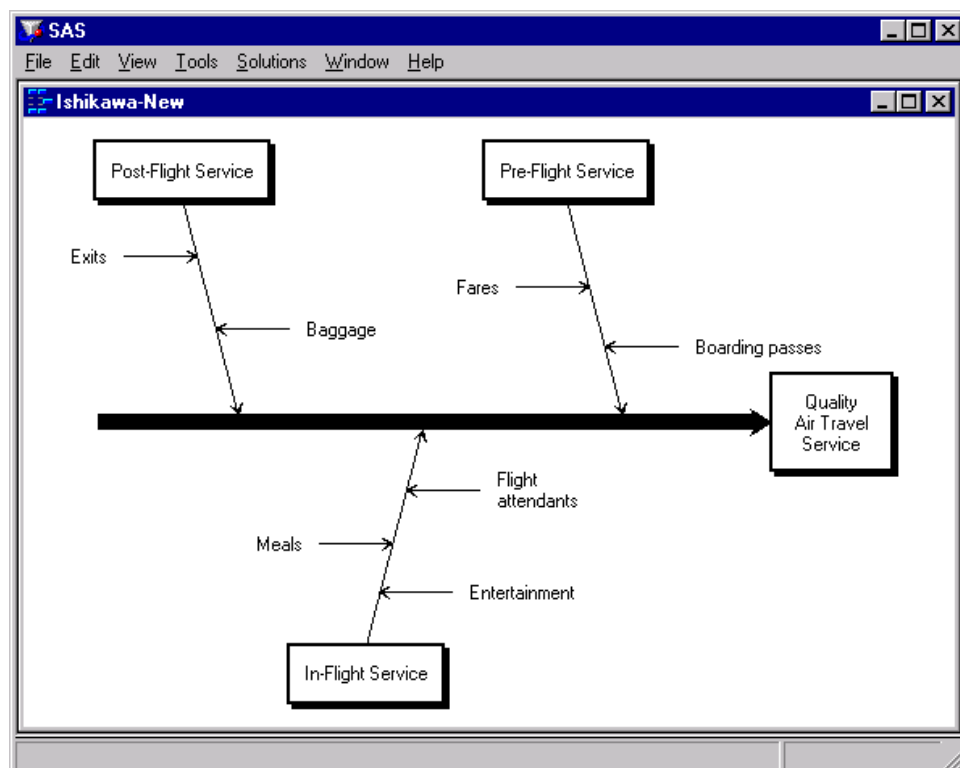 SAS
File Edit View Tools Solutions Window Help
Ishikawa-New
Post-Flight Service
Pre-Flight Service
Exits
Fares
Baggage
Boarding passes
Quality
Air Travel
Service
Flight
attendants
Meals
Entertainment
In-Flight Service